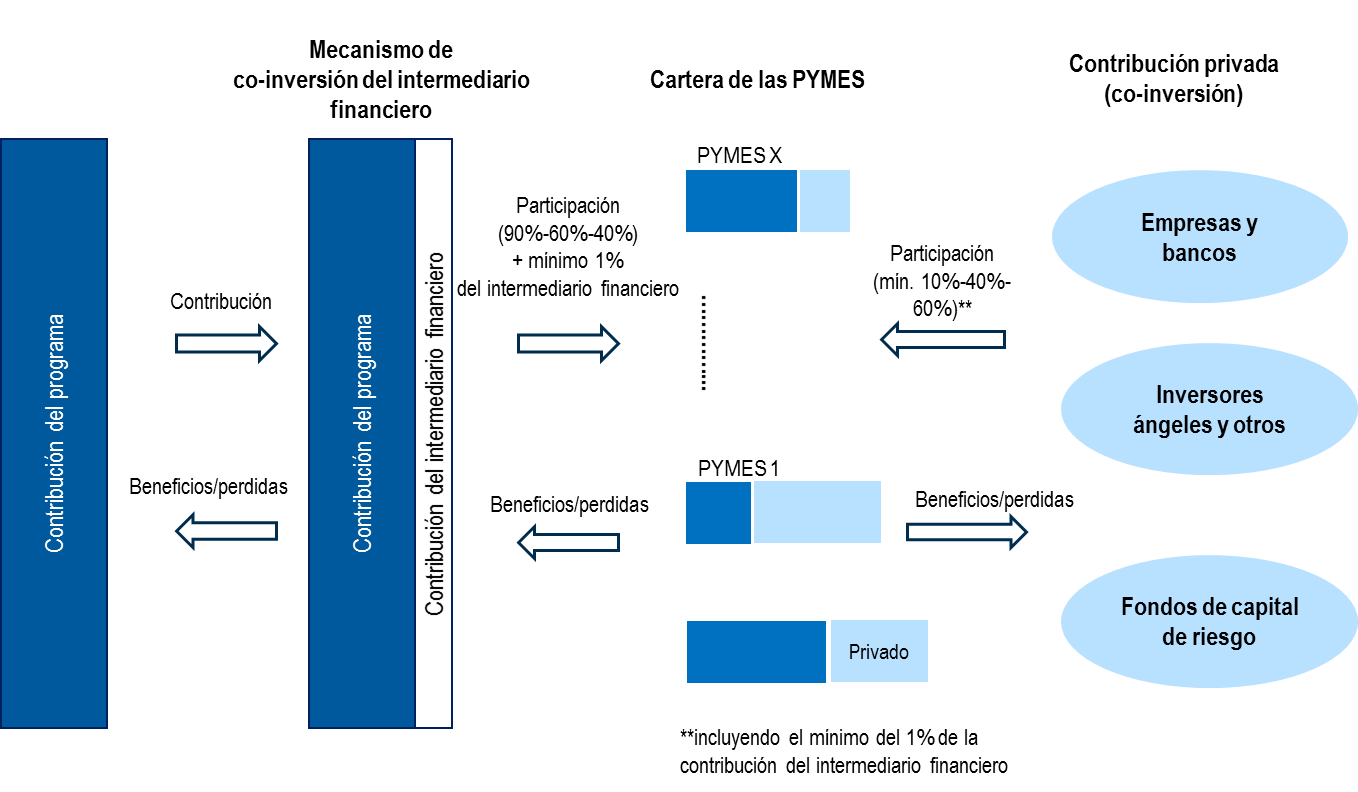 Mecanismo de
co-inversión del intermediario
financiero
Cartera de las PYMES
Contribución privada
(co-inversión)
Contribución del programa
Contribución
Beneficios/perdidas
Contribución del programa
Contribución del intermediario financiero
Participación
(90%-60%-40%)
+ mínimo 1%
del intermediario financiero
Beneficios/perdidas
PYMES X
PYMES 1
Privado
Participación
(mín. 10%-40%-
60%)**
Beneficios/perdidas
Empresas y
bancos
Inversores
ángeles y otros
Fondos de capital
de riesgo
**incluyendo el mínimo del 1% de la
contribución del intermediario financiero